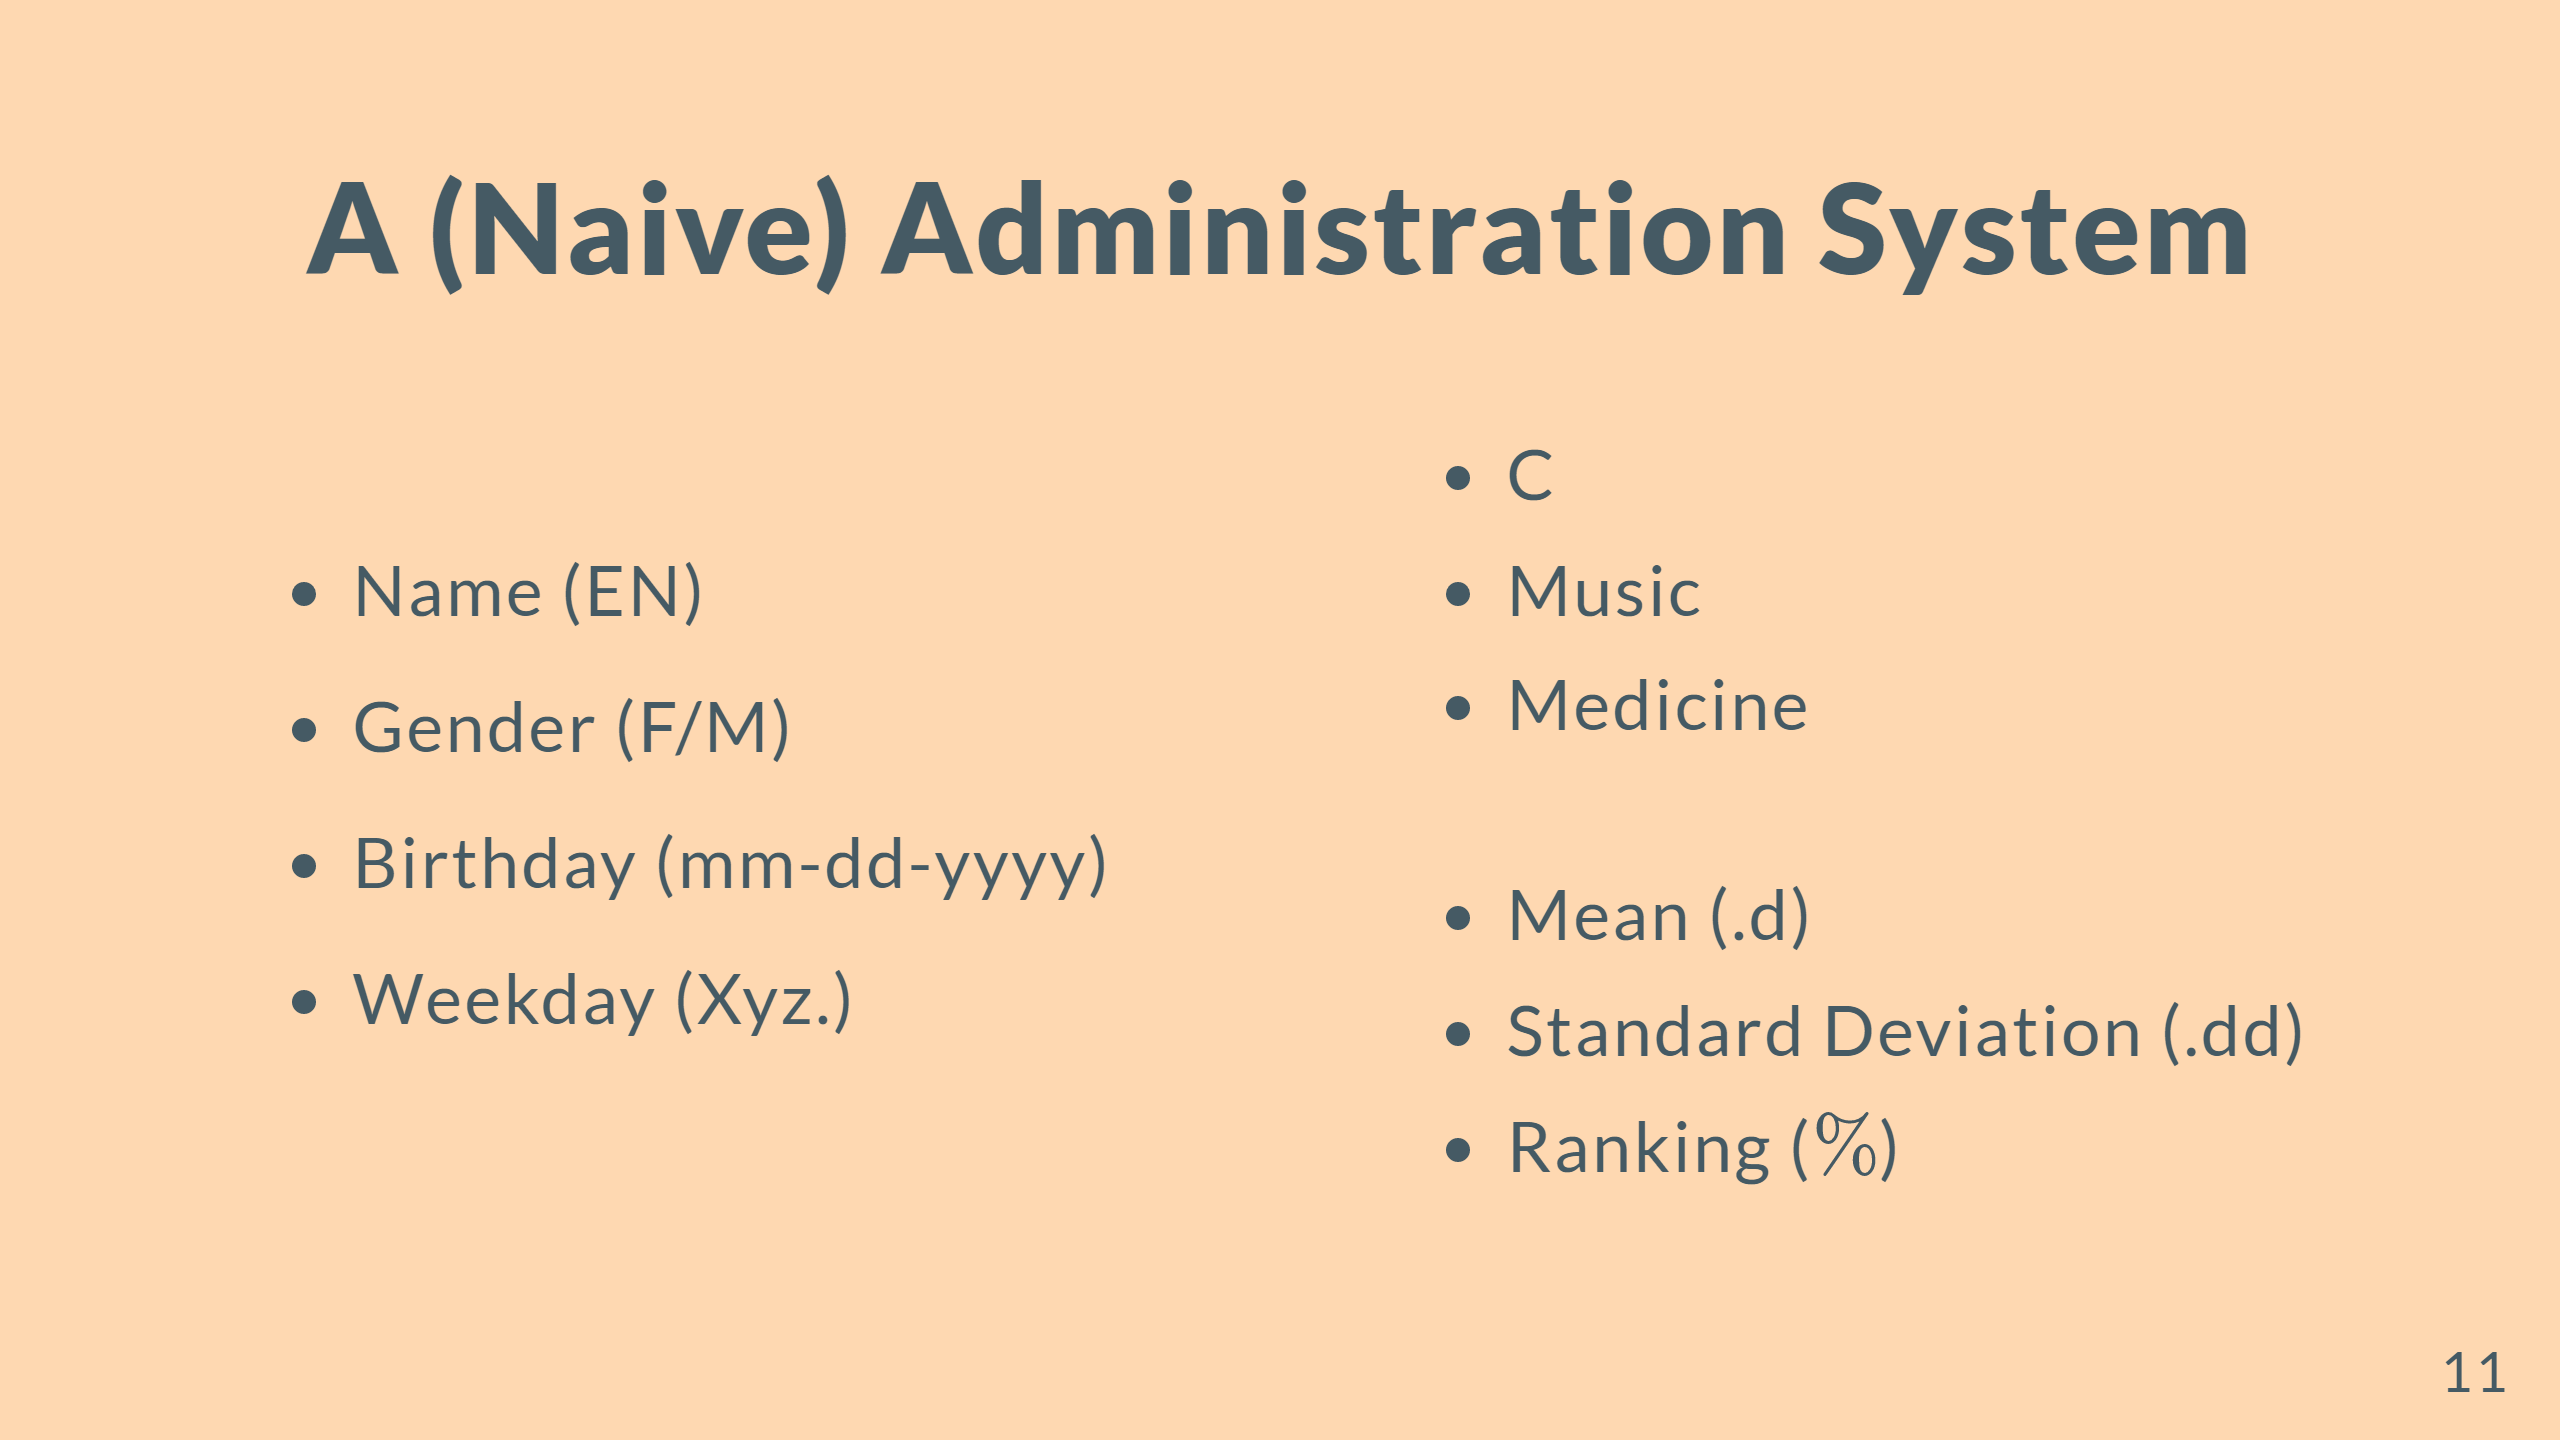 A (Naive) Administration System
Name (EN)
Gender (F/M)
Birthday (mm-dd-yyyy)
Weekday (Xyz.)
C
Music
Medicine
Mean (.d)
Standard Deviation (.dd)
Ranking (%)
11